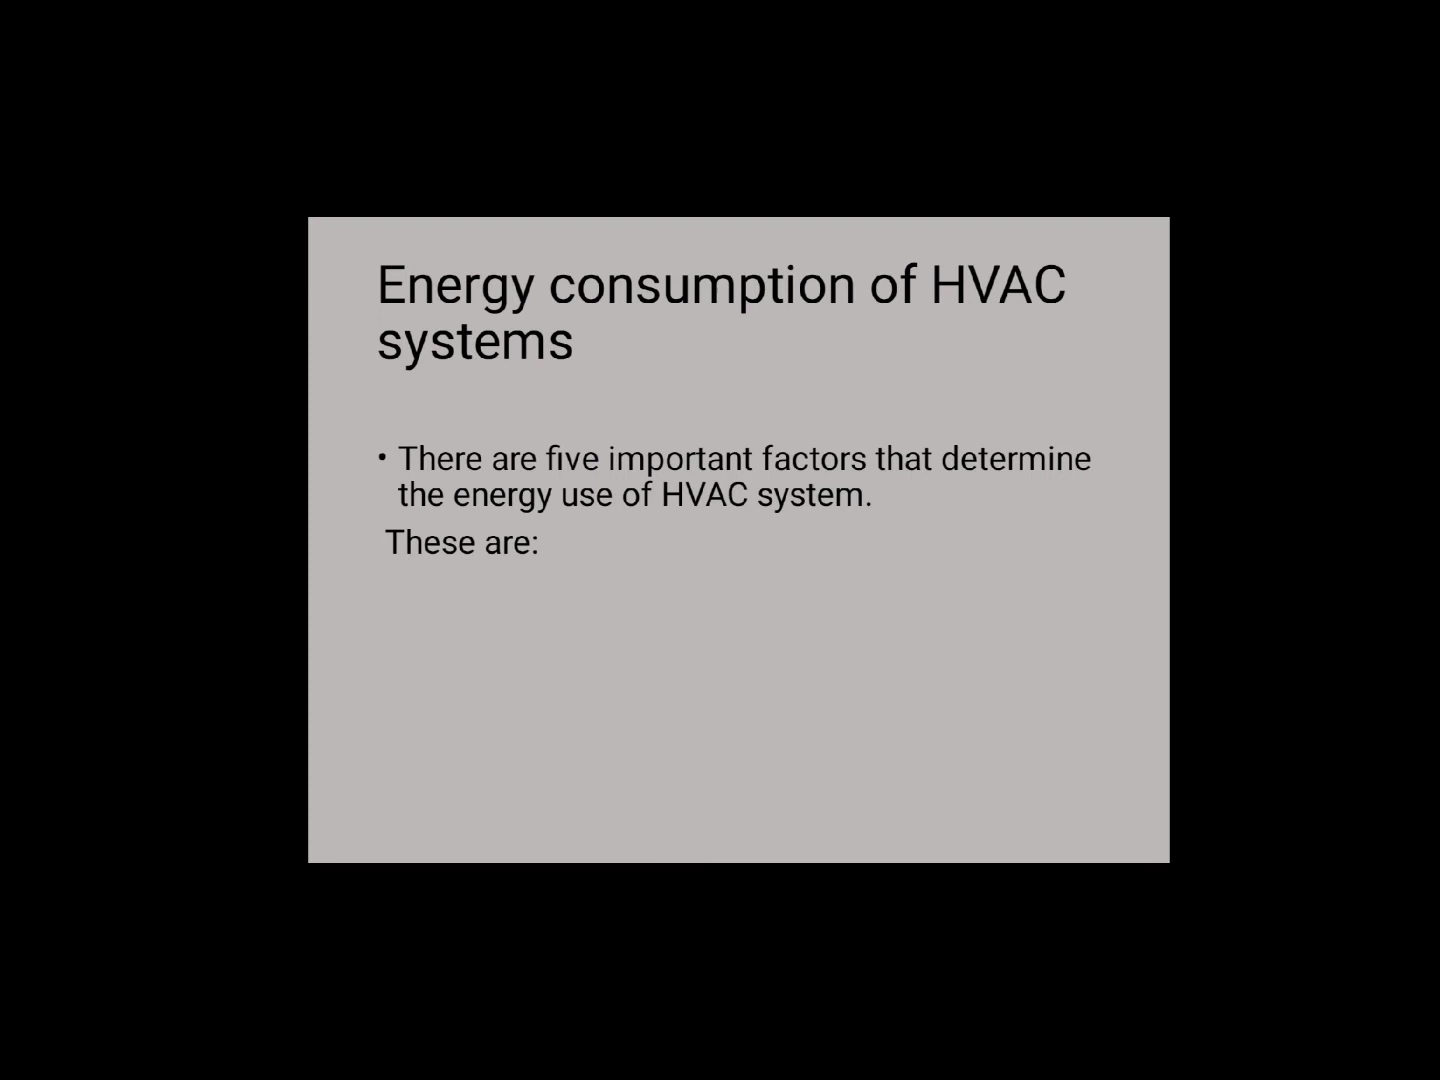 Energy consumption of HVAC
systems
• There are five important factors that determine
the energy use of HVAC system.
These are: